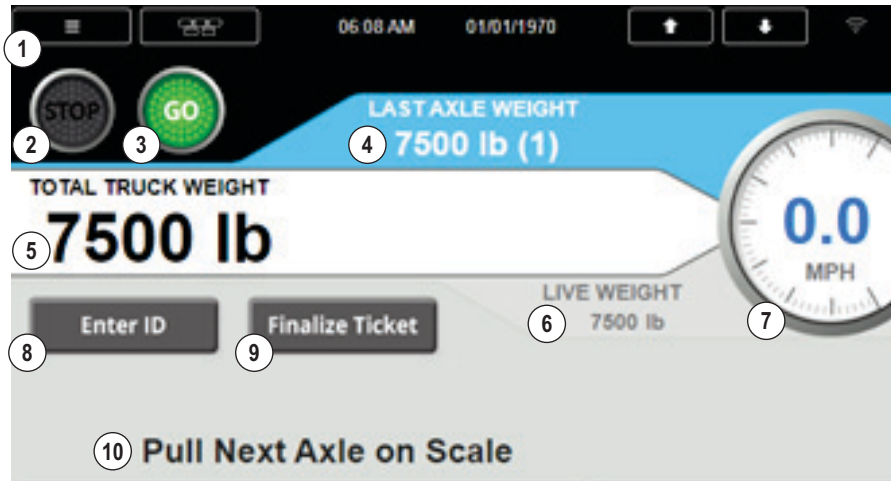 06:08 AM 01/01/1970
1
STOP GO
2 3
LAST AXLE WEIGHT
4 7500 lb (1)
TOTAL TRUCK WEIGHT
5 7500 lb
0.0
MPH
7
LIVE WEIGHT
6 7500 lb
Enter ID Finalize Ticket
8 9
10 Pull Next Axle on Scale